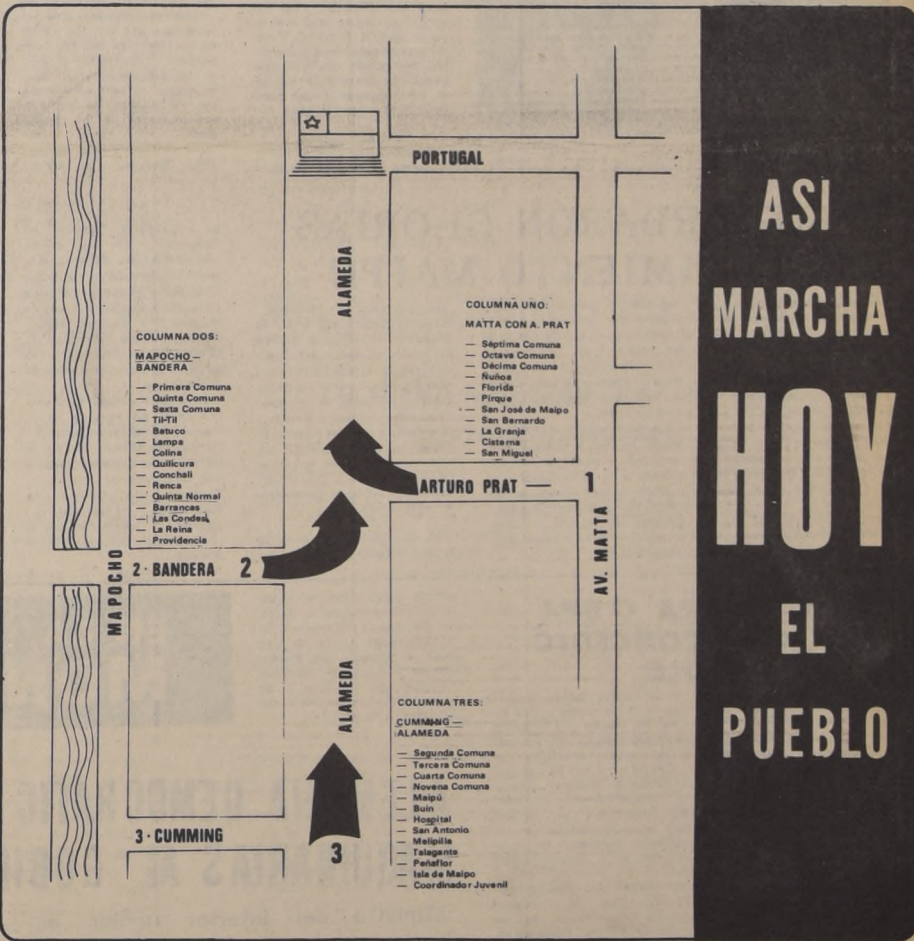 PORTUGAL
ALAMEDA
COLUMNA UNO:
MATTA CON A. PRAT
— Séptima Comuna
— Octava Comuna
— Décima Comuna
— Ñuñoa
— Florida
— Pirque
— San José de Maipo
— San Bernardo
— La Granja
— Cisterna
— San Miguel
COLUMNA DOS:
MAPOCHO —
BANDERA
— Primera Comuna
— Quinta Comuna
— Sexta Comuna
— Til-Til
— Batuco
— Lampa
— Colina
— Quilicura
— Conchalí
— Renca
— Quinta Normal
— Barrancas
— Las Condes
— La Reina
— Providencia
ARTURO PRAT — 1
AV. MATTA
MAPOCHO
2 · BANDERA 2
ALAMEDA
COLUMNA TRES:
CUMMING —
ALAMEDA
— Segunda Comuna
— Tercera Comuna
— Cuarta Comuna
— Novena Comuna
— Maipú
— Buin
— Hospital
— San Antonio
— Melipilla
— Talagante
— Peñaflor
— Isla de Maipo
— Coordinador Juvenil
3 · CUMMING
3
ASI
MARCHA
HOY
EL
PUEBLO